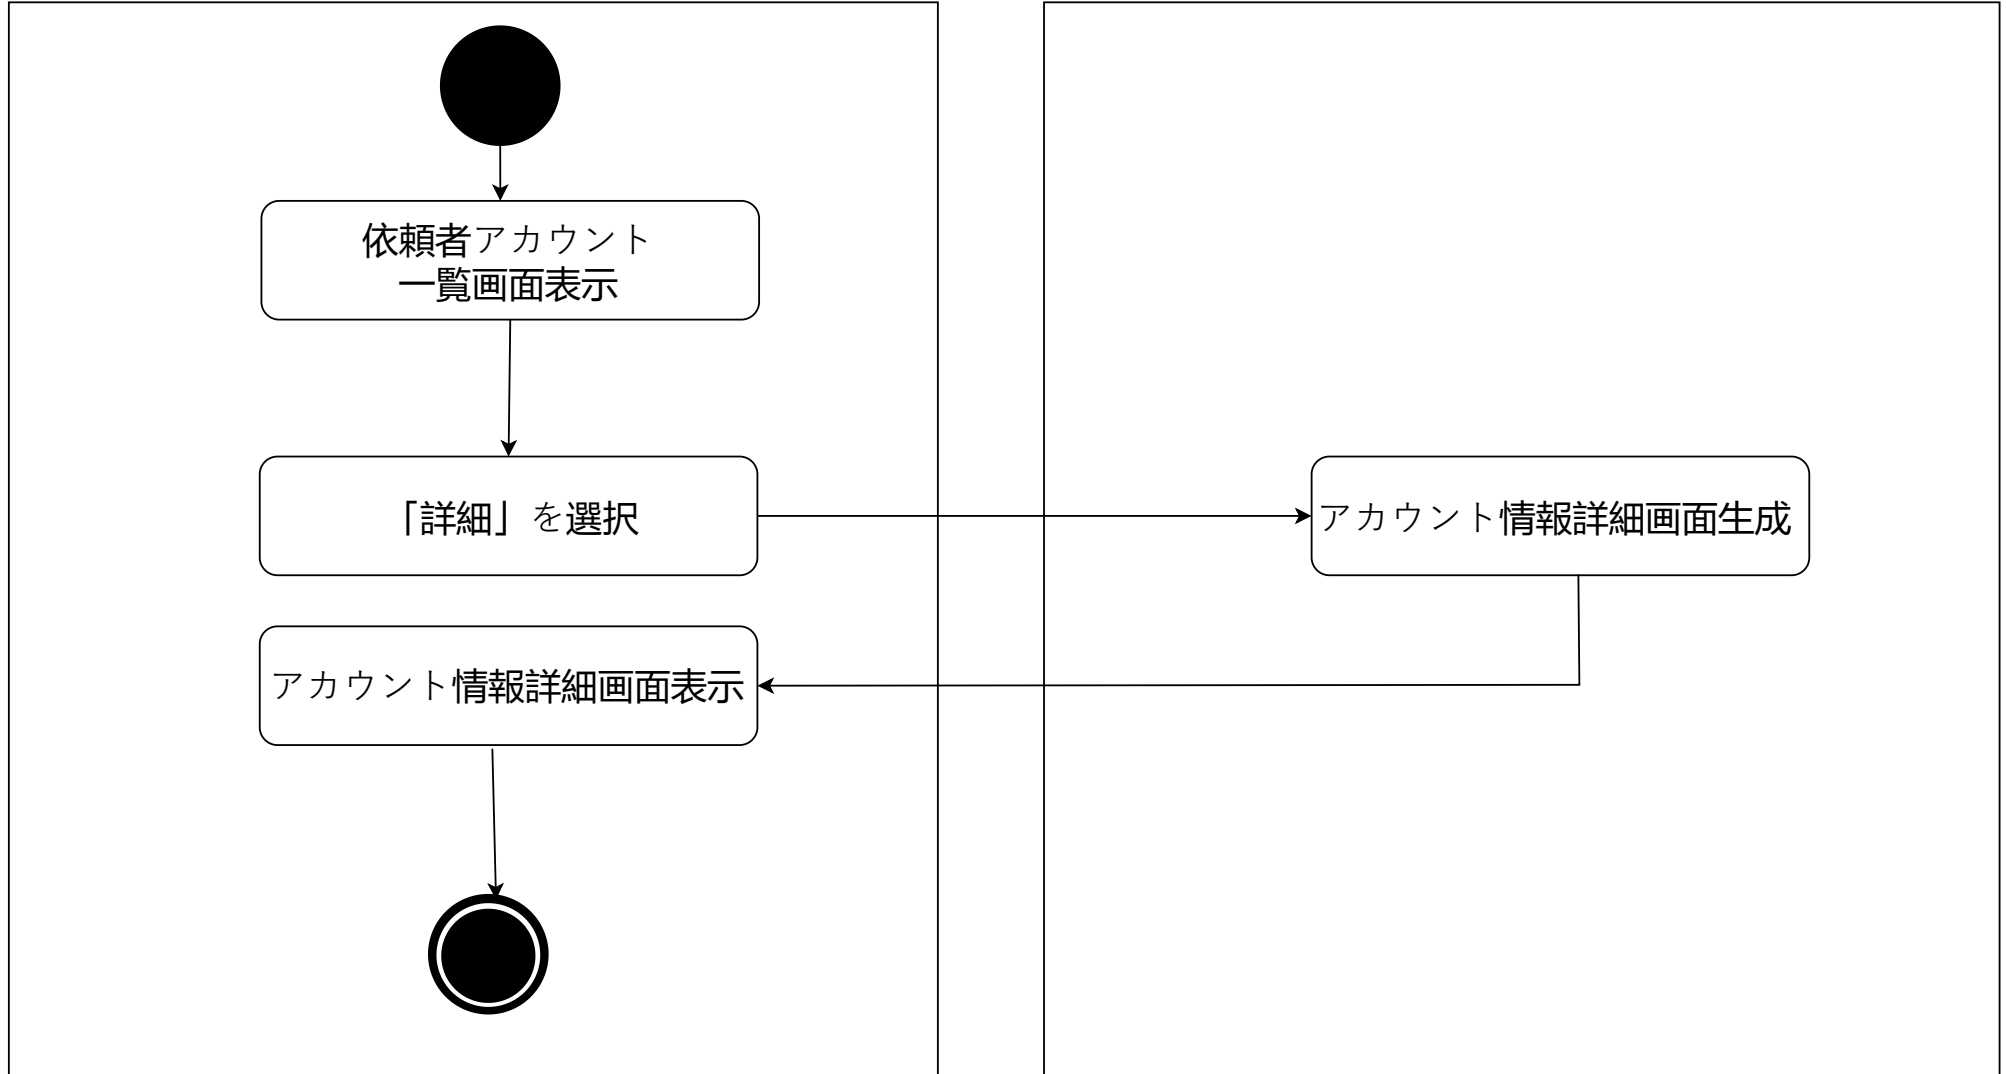 依頼者アカウント
一覧画面表示
「詳細」を選択
アカウント情報詳細画面生成
アカウント情報詳細画面表示